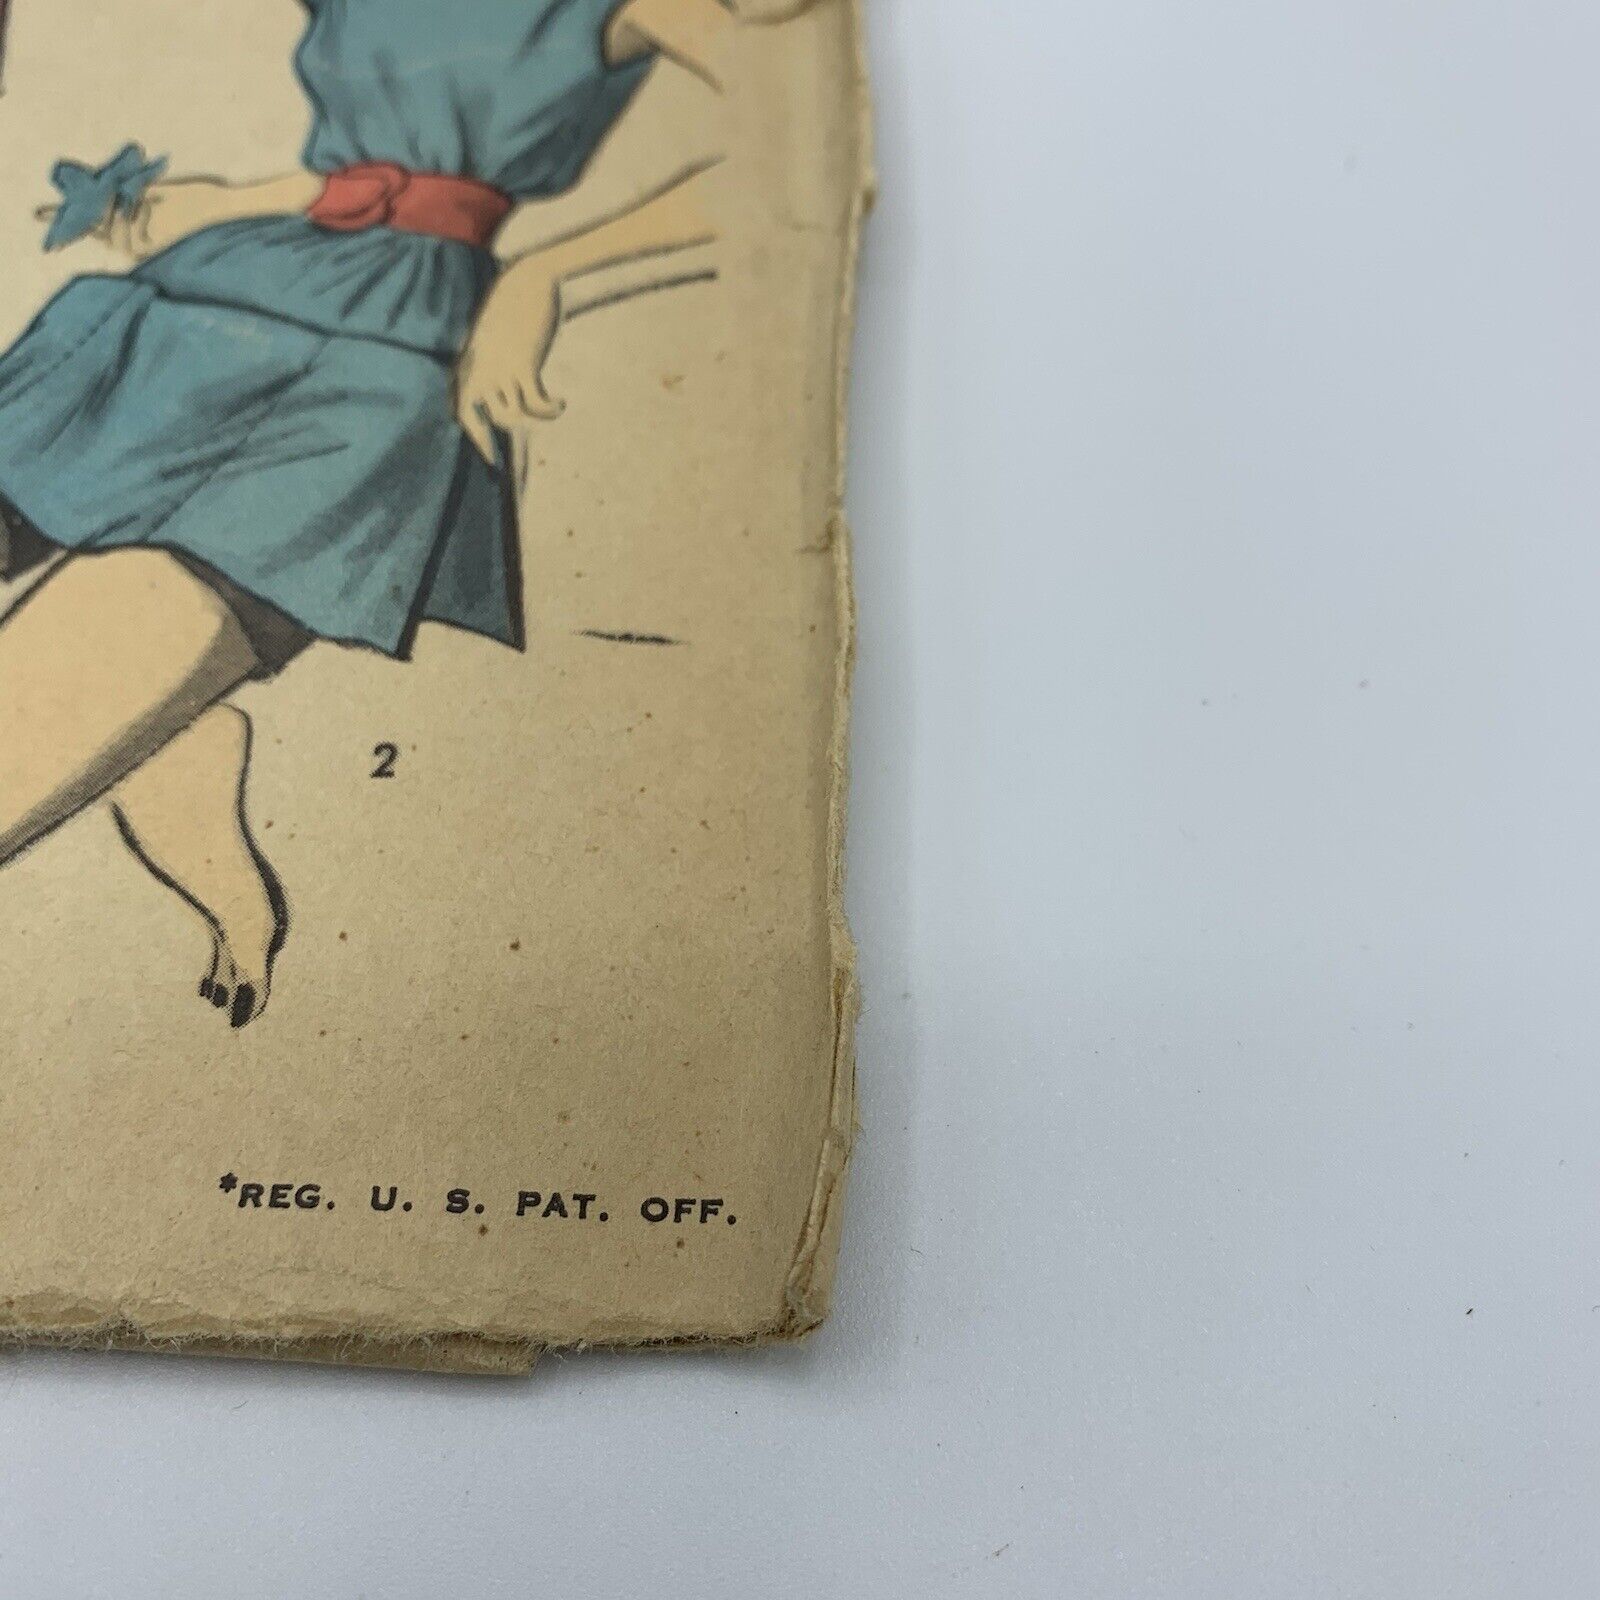 2
*REG. U. S. PAT. OFF.